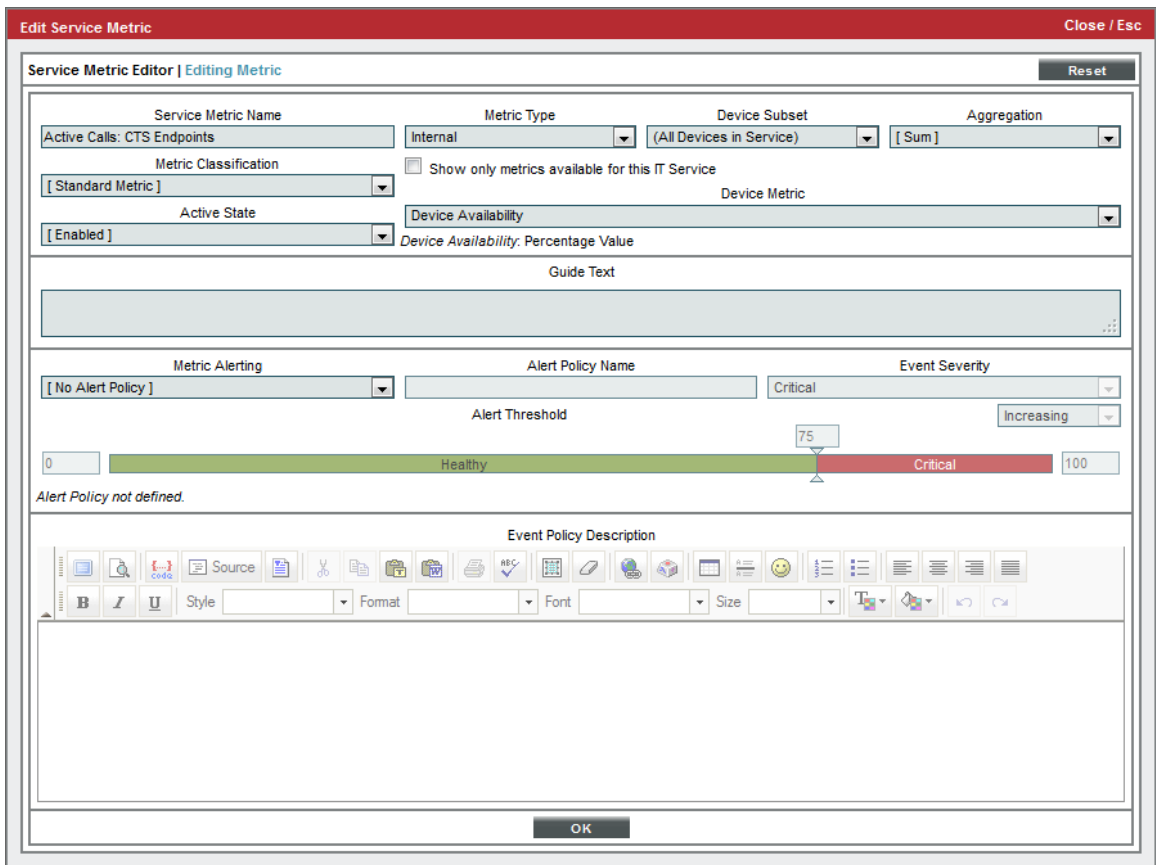 Edit Service Metric Close / Esc
Service Metric Editor | Editing Metric Reset
Service Metric Name Metric Type Device Subset Aggregation
Active Calls: CTS Endpoints Internal (All Devices in Service) [ Sum ]
Metric Classification Show only metrics available for this IT Service
[ Standard Metric ] Device Metric
Active State Device Availability
[ Enabled ] Device Availability: Percentage Value
Guide Text
Metric Alerting Alert Policy Name Event Severity
[ No Alert Policy ] Critical
Alert Threshold Increasing
75
0 Healthy Critical 100
Alert Policy not defined.
Event Policy Description
{...} code Source T W ABC
B I U Style Format Font Size T
OK